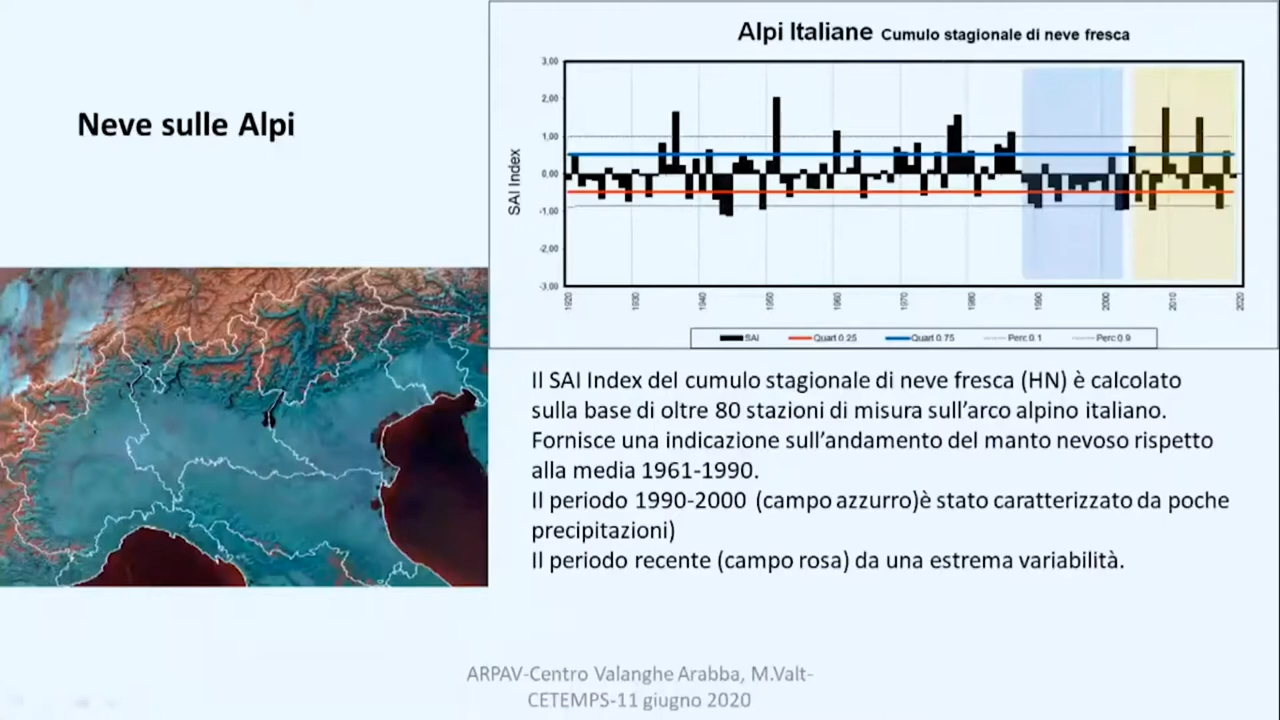 Neve sulle Alpi
Alpi Italiane Cumulo stagionale di neve fresca
SAI Index
3,00
2,00
1,00
0,00
-1,00
-2,00
-3,00
1920
1930
1940
1950
1960
1970
1980
1990
2000
2010
2020
SAI
Quart 0.25
Quart 0.75
Perc 0.1
Perc 0.9
Il SAI Index del cumulo stagionale di neve fresca (HN) è calcolato
sulla base di oltre 80 stazioni di misura sull’arco alpino italiano.
Fornisce una indicazione sull’andamento del manto nevoso rispetto
alla media 1961-1990.
Il periodo 1990-2000 (campo azzurro)è stato caratterizzato da poche
precipitazioni)
Il periodo recente (campo rosa) da una estrema variabilità.
ARPAV-Centro Valanghe Arabba, M.Valt-
CETEMPS-11 giugno 2020